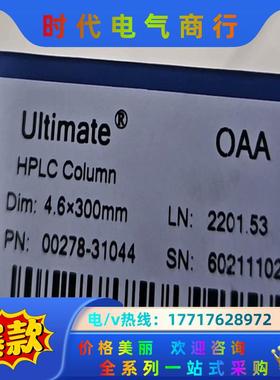 时代电气商行
Ultimate®
OAA
HPLC Column
Dim: 4.6×300mm
LN: 2201.53
PN: 00278-31044
SN: 60211102
款
电/v热线：17717628972
价格美丽 欢迎咨询
全系列一站式采购